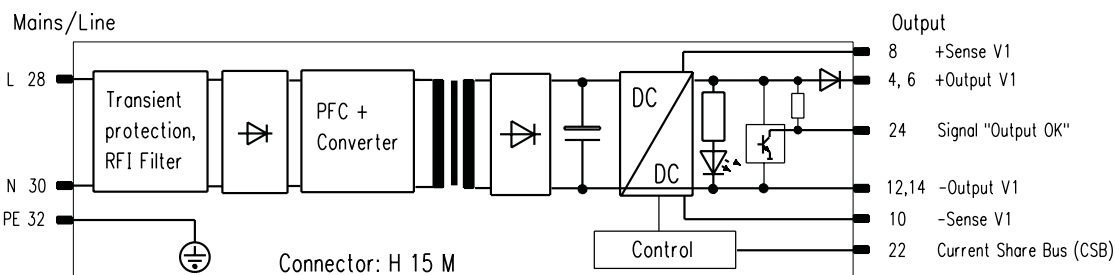 Mains/Line
Output
L 28
N 30
PE 32
Transient
protection,
RFI Filter
PFC +
Converter
DC
DC
Control
Connector: H 15 M
8 +Sense V1
4, 6 +Output V1
24 Signal "Output OK"
12,14 -Output V1
10 -Sense V1
22 Current Share Bus (CSB)